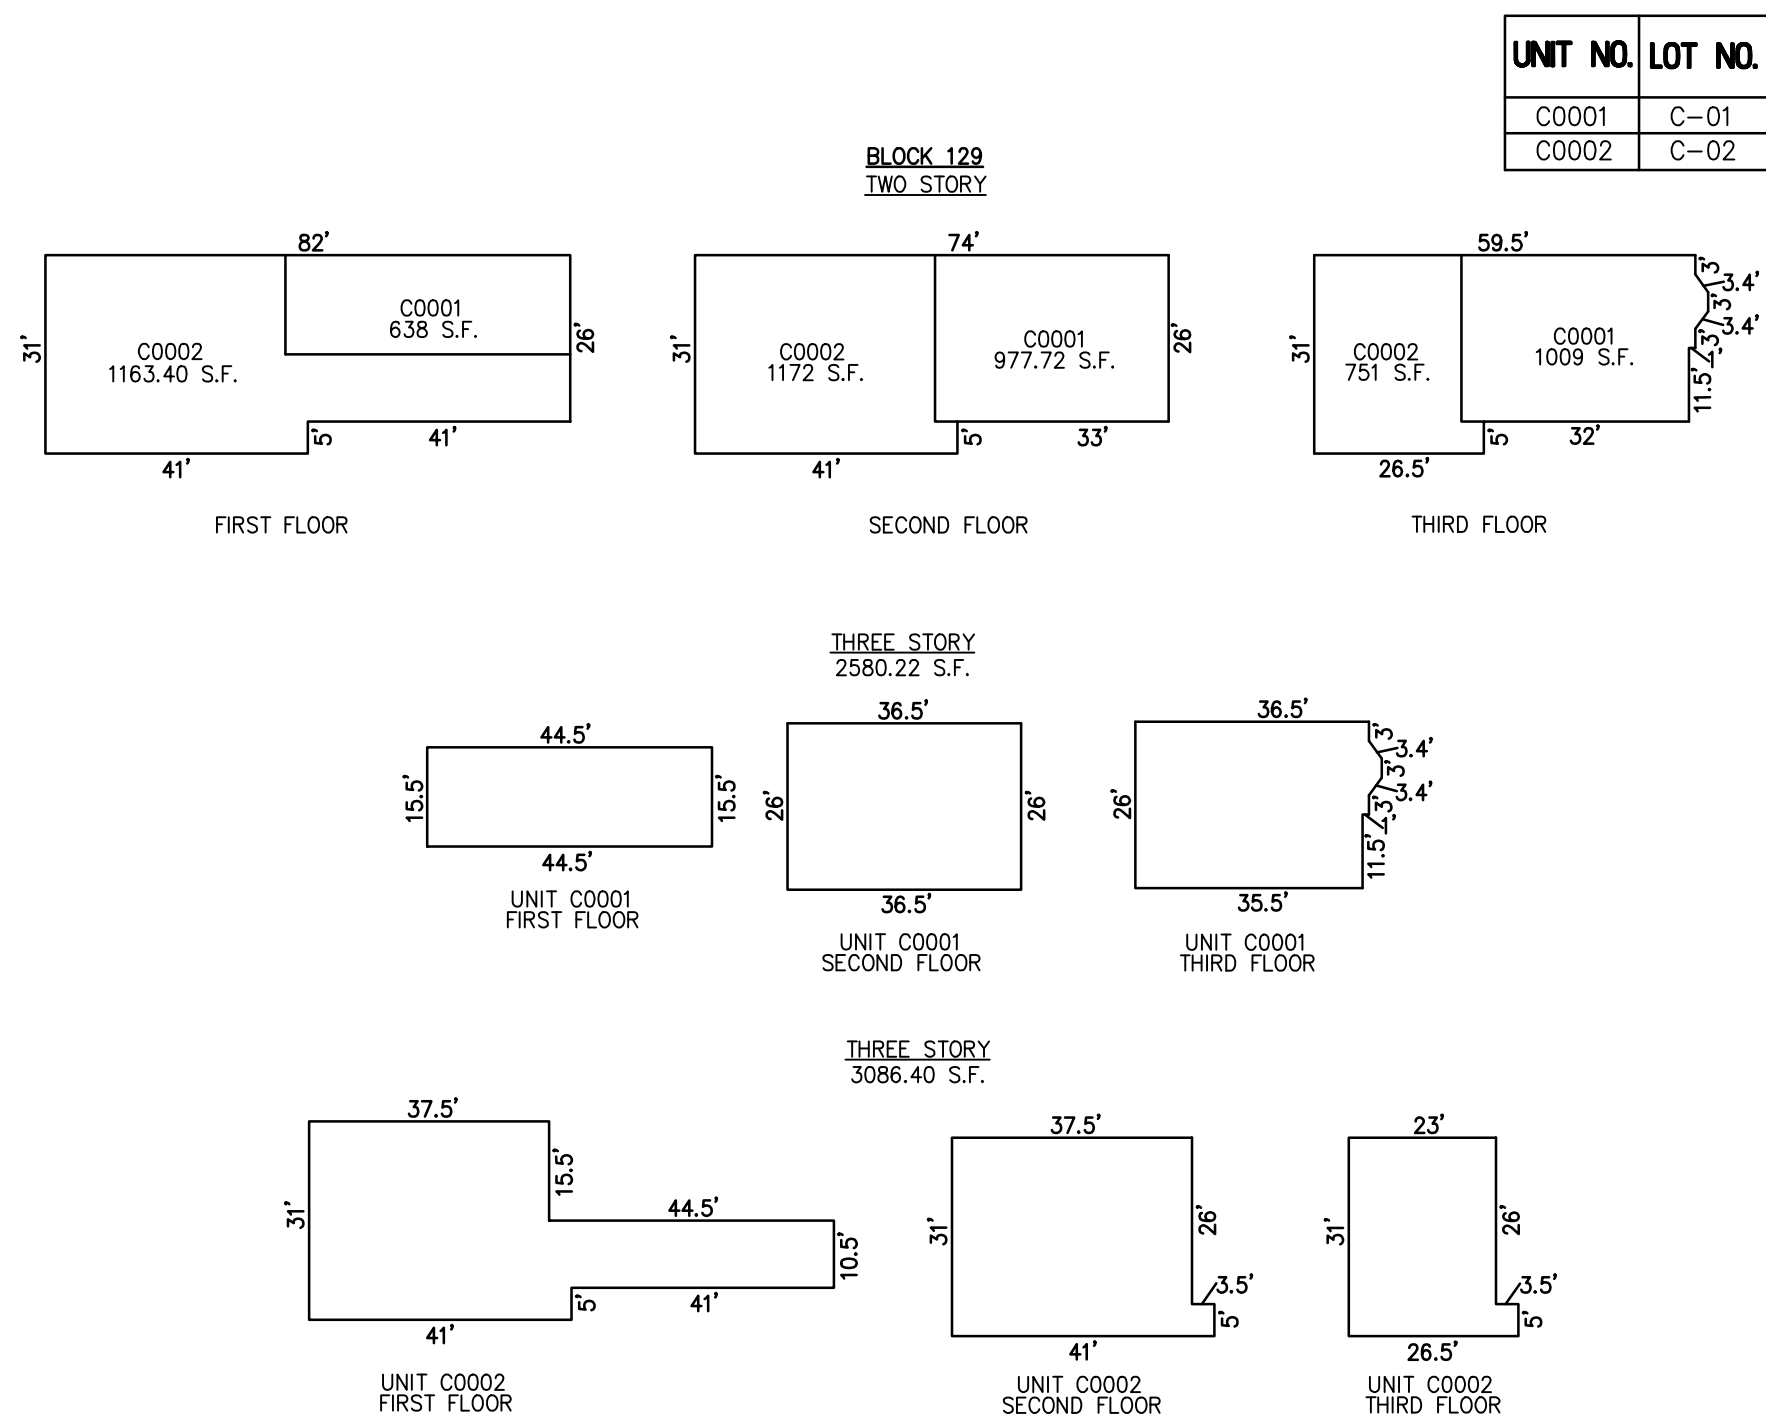 UNIT NO. LOT NO.
C0001 C-01
C0002 C-02
BLOCK 129
TWO STORY
82'
C0001
638 S.F.
26'
31'
C0002
1163.40 S.F.
5'
41'
41'
FIRST FLOOR
74'
31'
C0002
1172 S.F.
C0001
977.72 S.F.
26'
5'
33'
41'
SECOND FLOOR
59.5'
3'
3.4'
3'
3.4'
3'
1'
11.5'
31'
C0002
751 S.F.
C0001
1009 S.F.
5'
32'
26.5'
THIRD FLOOR
THREE STORY
2580.22 S.F.
44.5'
15.5'
15.5'
44.5'
UNIT C0001
FIRST FLOOR
36.5'
26'
26'
36.5'
UNIT C0001
SECOND FLOOR
36.5'
3'
3.4'
3'
3.4'
3'
1'
11.5'
26'
35.5'
UNIT C0001
THIRD FLOOR
THREE STORY
3086.40 S.F.
37.5'
15.5'
31'
44.5'
10.5'
5'
41'
41'
UNIT C0002
FIRST FLOOR
37.5'
31'
26'
3.5'
5'
41'
UNIT C0002
SECOND FLOOR
23'
31'
26'
3.5'
5'
26.5'
UNIT C0002
THIRD FLOOR